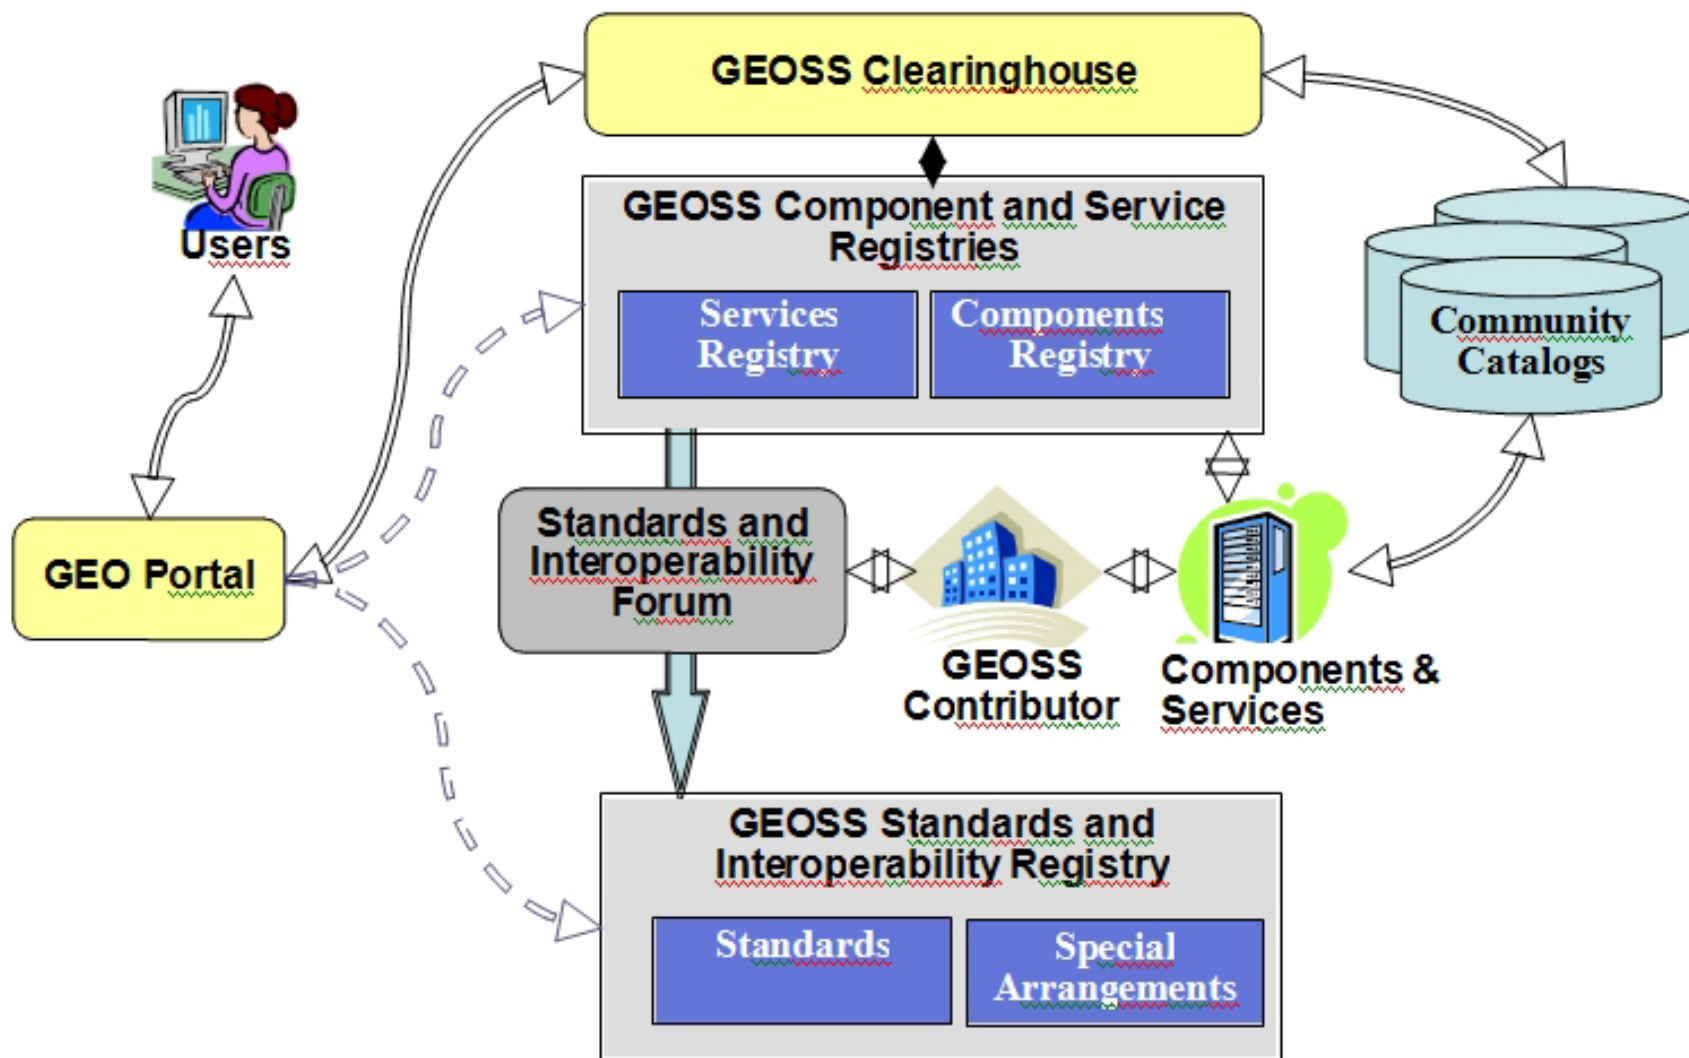 GEOSS Clearinghouse
Users
GEOSS Component and Service
Registries
Services
Registry
Components
Registry
Community
Catalogs
GEO Portal
Standards and
Interoperability
Forum
GEOSS
Contributor
Components &
Services
GEOSS Standards and
Interoperability Registry
Standards
Special
Arrangements